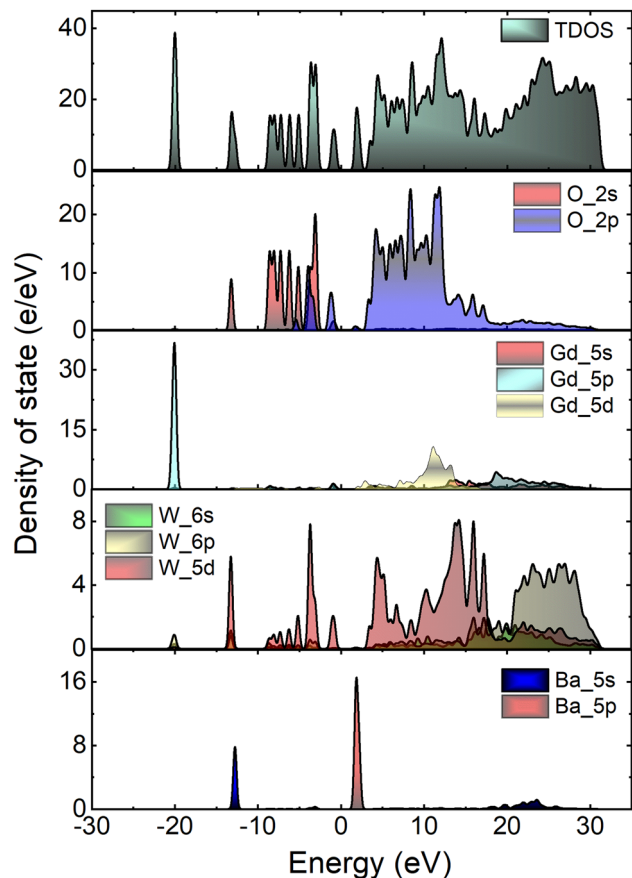 40
TDOS
20
0
O_2s
20
O_2p
10
0
Gd_5s
30
Gd_5p
Gd_5d
15
0
W_6s
8
W_6p
W_5d
4
0
Ba_5s
16
Ba_5p
8
0
-30 -20 -10 0 10 20 30
Energy (eV)
Density of state (e/eV)